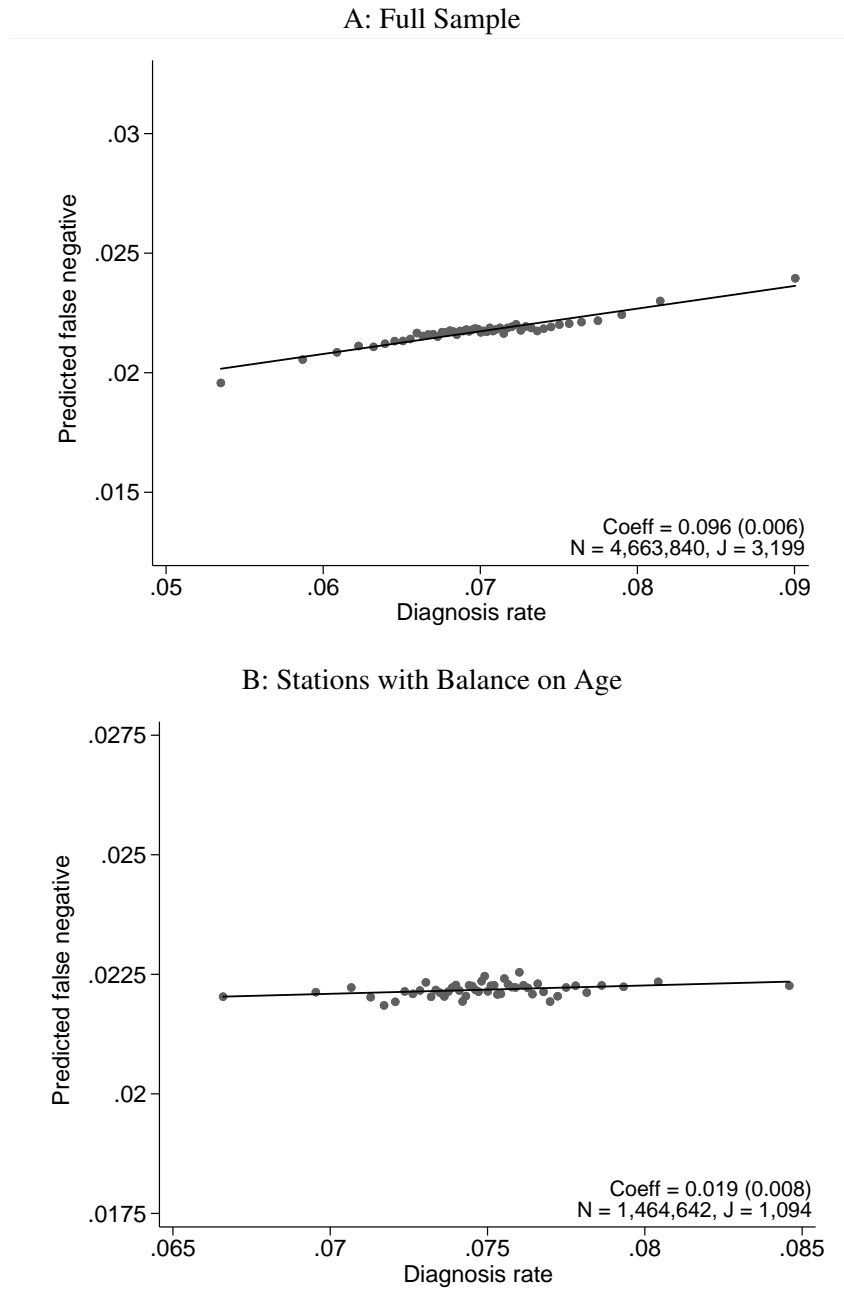 A: Full Sample
.03
.025
.02
.015
Predicted false negative
Coeff = 0.096 (0.006)
N = 4,663,840, J = 3,199
.05 .06 .07 .08 .09
Diagnosis rate
B: Stations with Balance on Age
.0275
.025
.0225
.02
.0175
Predicted false negative
Coeff = 0.019 (0.008)
N = 1,464,642, J = 1,094
.065 .07 .075 .08 .085
Diagnosis rate